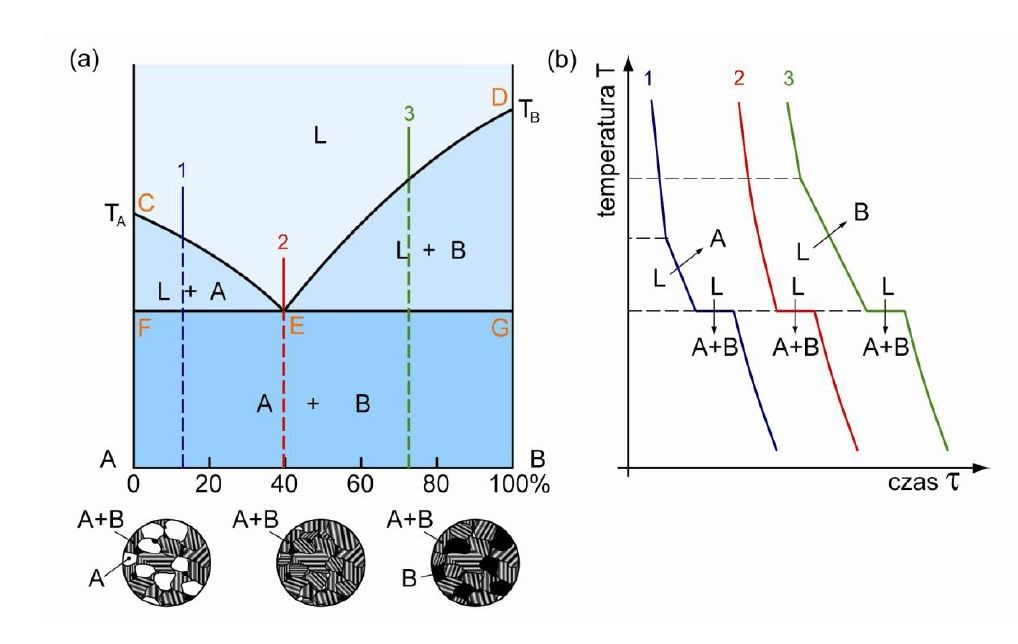 (a)
D
T_B
3
L
1
C
T_A
2
L + B
L + A
F
E
G
A + B
A
B
0 20 40 60 80 100%
A+B
A
A+B
A+B
B
(b)
temperatura T
1
2
3
B
A
L
L
L
L
L
A+B
A+B
A+B
czas τ